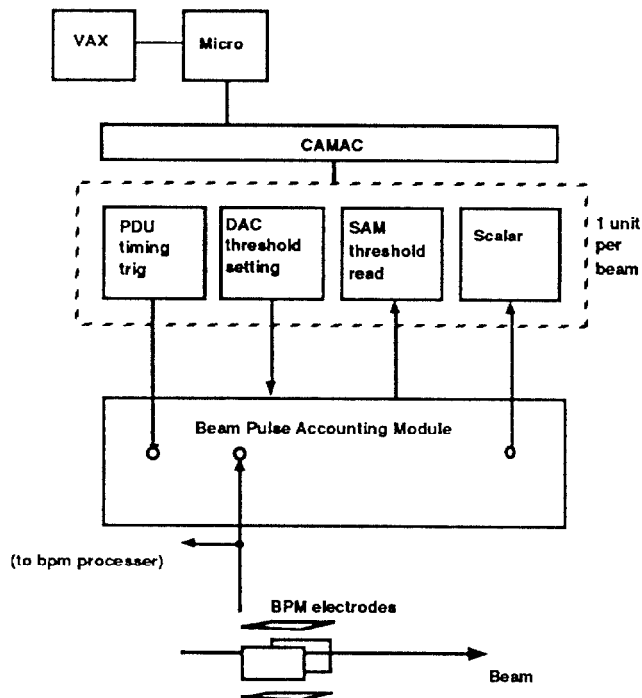 VAX
Micro
CAMAC
PDU
timing
trig
DAC
threshold
setting
SAM
threshold
read
Scalar
1 unit
per
beam
Beam Pulse Accounting Module
(to bpm processer)
BPM electrodes
Beam